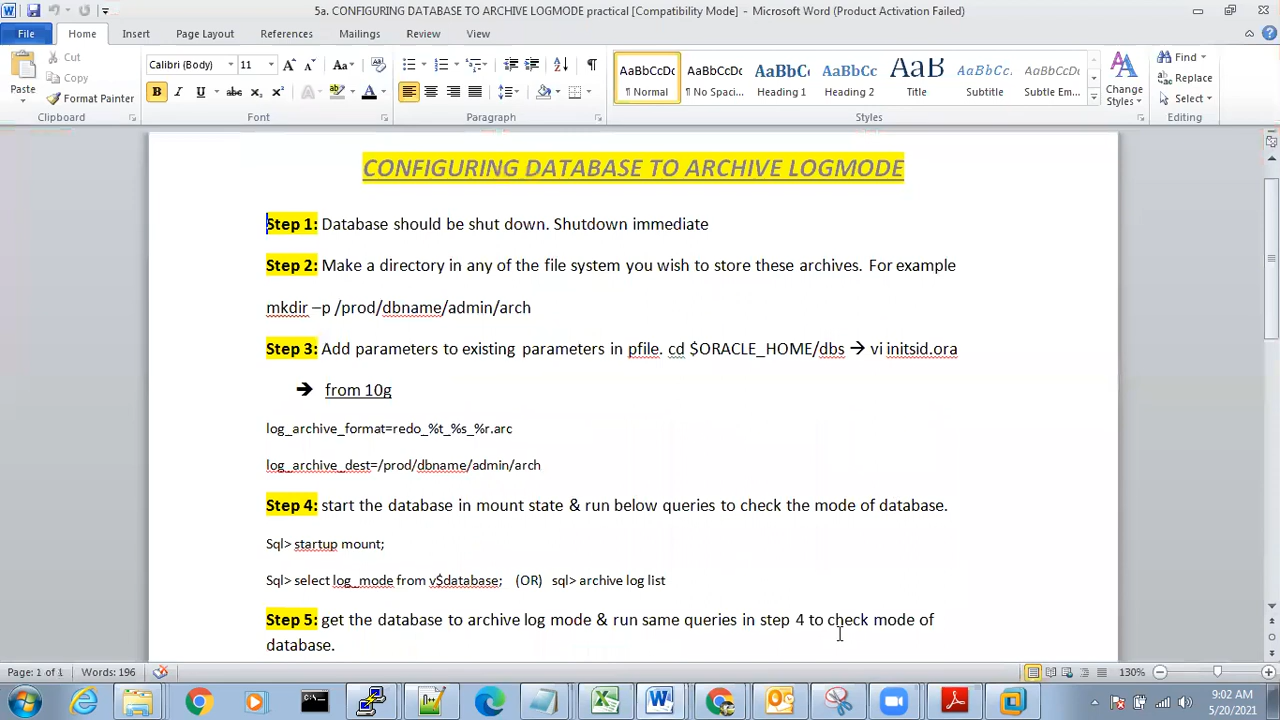 5a. CONFIGURING DATABASE TO ARCHIVE LOGMODE practical [Compatibility Mode] - Microsoft Word (Product Activation Failed)
File Home Insert Page Layout References Mailings Review View
Paste
Cut
Copy
Format Painter
Clipboard
Calibri (Body) 11
Font
Paragraph
AaBbCcDc AaBbCcDc AaBbCc AaBbCc AaB AaBbCc. AaBbCcDc
¶ Normal ¶ No Spaci... Heading 1 Heading 2 Title Subtitle Subtle Em...
Styles
Change Styles
Find
Replace
Select
Editing
CONFIGURING DATABASE TO ARCHIVE LOGMODE
Step 1: Database should be shut down. Shutdown immediate
Step 2: Make a directory in any of the file system you wish to store these archives. For example
mkdir –p /prod/dbname/admin/arch
Step 3: Add parameters to existing parameters in pfile. cd $ORACLE_HOME/dbs → vi initsid.ora
→ from 10g
log_archive_format=redo_%t_%s_%r.arc
log_archive_dest=/prod/dbname/admin/arch
Step 4: start the database in mount state & run below queries to check the mode of database.
Sql> startup mount;
Sql> select log_mode from v$database; (OR) sql> archive log list
Step 5: get the database to archive log mode & run same queries in step 4 to check mode of
database.
Page: 1 of 1 Words: 196 130%
9:02 AM
5/20/2021